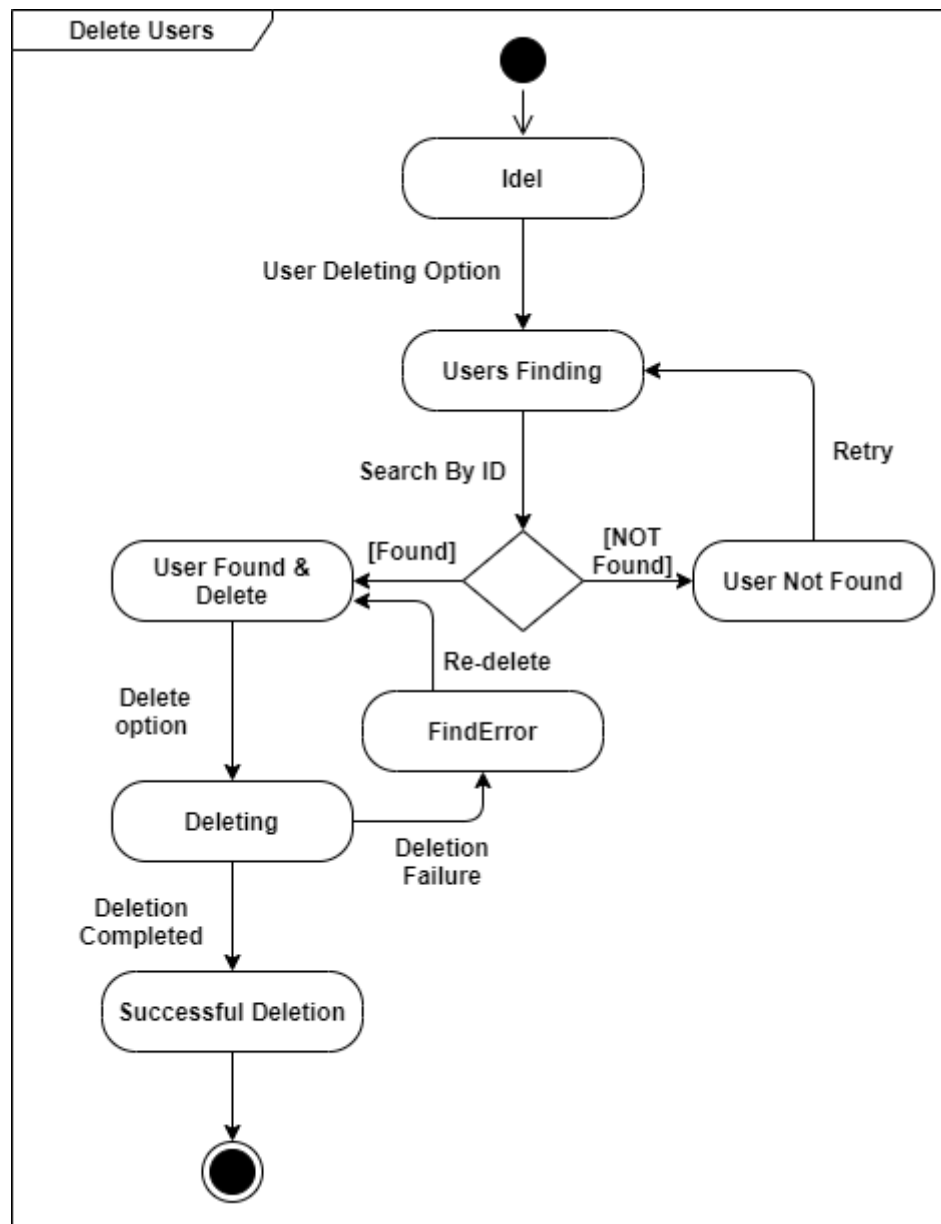 Delete Users
Idel
User Deleting Option
Users Finding
Search By ID
Retry
[Found]
[NOT
Found]
User Found &
Delete
User Not Found
Re-delete
Delete
option
FindError
Deleting
Deletion
Failure
Deletion
Completed
Successful Deletion